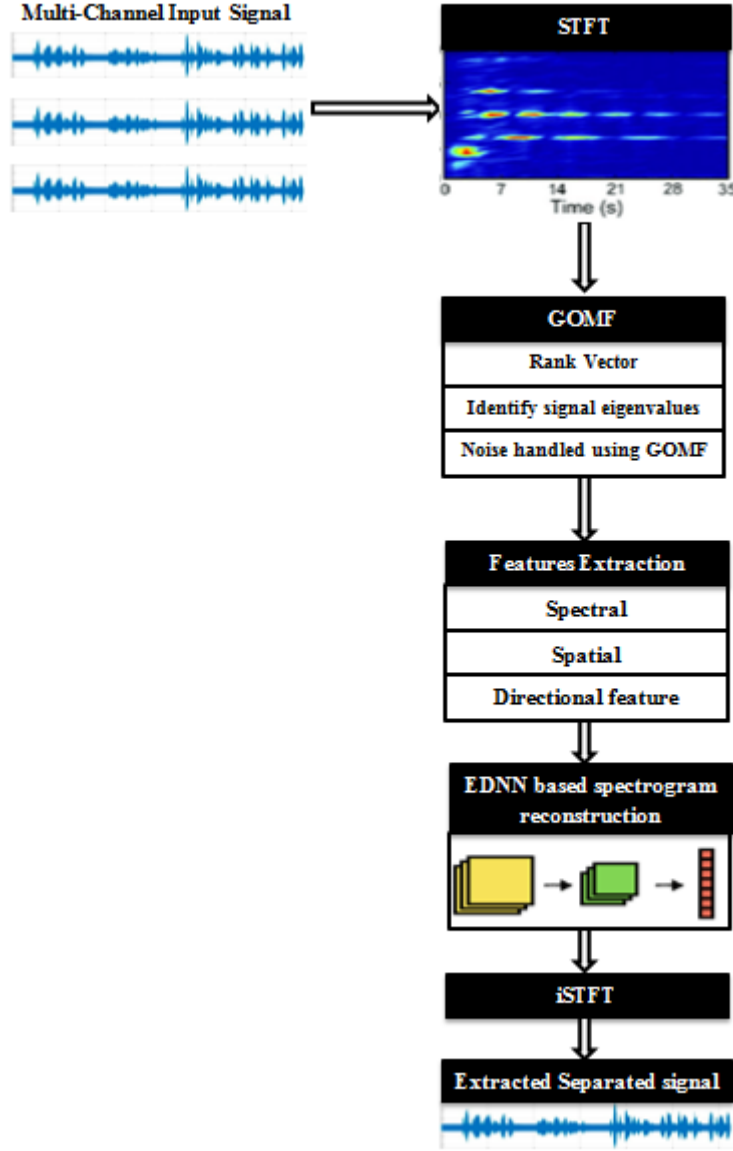 Multi-Channel Input Signal
STFT
0 7 14 21 28 35
Time (s)
GOMF
Rank Vector
Identify signal eigenvalues
Noise handled using GOMF
Features Extraction
Spectral
Spatial
Directional feature
EDNN based spectrogram
reconstruction
iSTFT
Extracted Separated signal